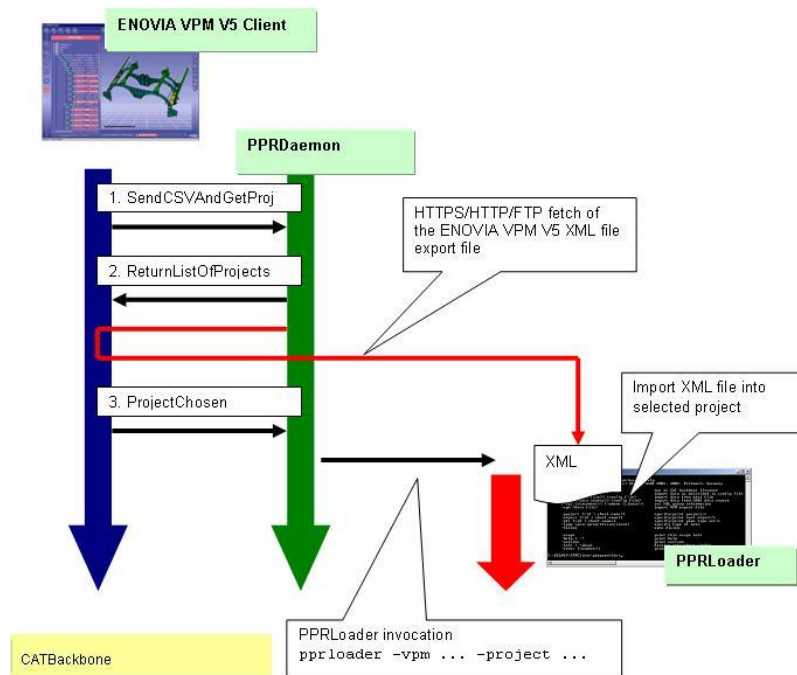 ENOVIA VPM V5 Client
PPRDaemon
1. SendCSVAndGetProj
HTTPS/HTTP/FTP fetch of
the ENOVIA VPM V5 XML file
export file
2. ReturnListOfProjects
3. ProjectChosen
Import XML file into
selected project
XML
PPRLoader
PPRLoader invocation
pprloader -vpm ... -project ...
CATBackbone